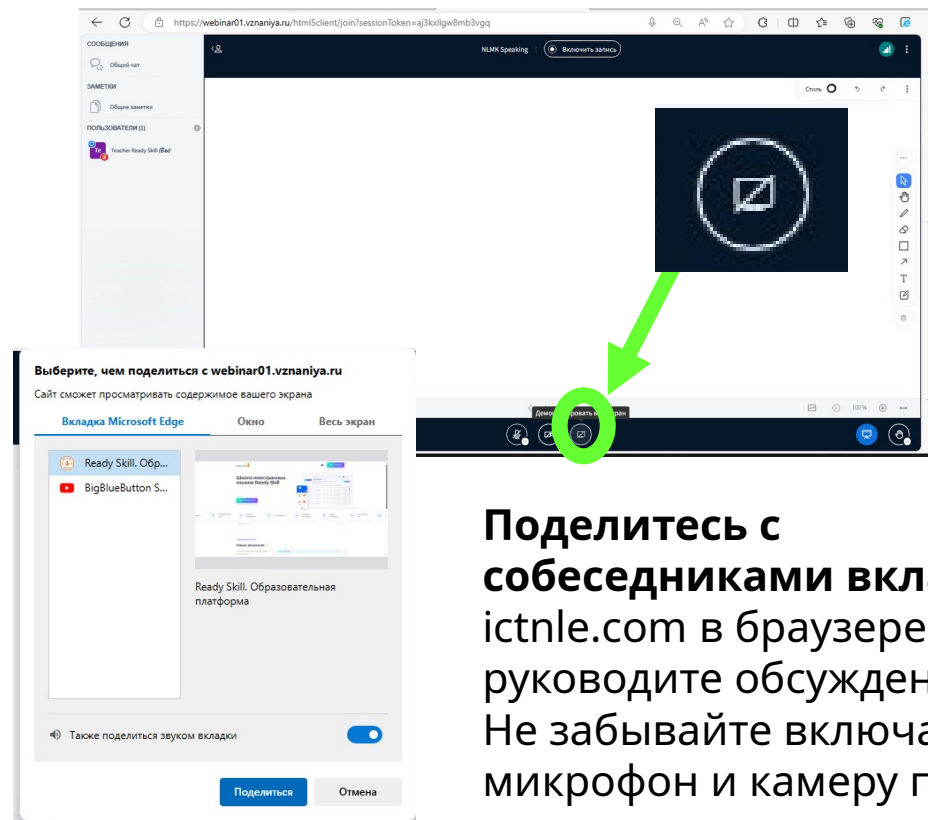 https://webinar01.vznaniya.ru/html5client/join?sessionToken=aj3kxllgw8mb3vgq
СООБЩЕНИЯ
Общий чат
ЗАМЕТКИ
Общие заметки
ПОЛЬЗОВАТЕЛИ (1)
Te
Teacher Ready Skill
NLMK Speaking
Включить запись
Стиль
T
100%
Выберите, чем поделиться с webinar01.vznaniya.ru
Сайт сможет просматривать содержимое вашего экрана
Вкладка Microsoft Edge Окно Весь экран
Ready Skill. Обр...
BigBlueButton S...
Ready Skill. Образовательная
платформа
Также поделиться звуком вкладки
Поделиться Отмена
Поделитесь с
собеседниками вкла
ictnle.com в браузере
руководите обсужден
Не забывайте включа
микрофон и камеру п